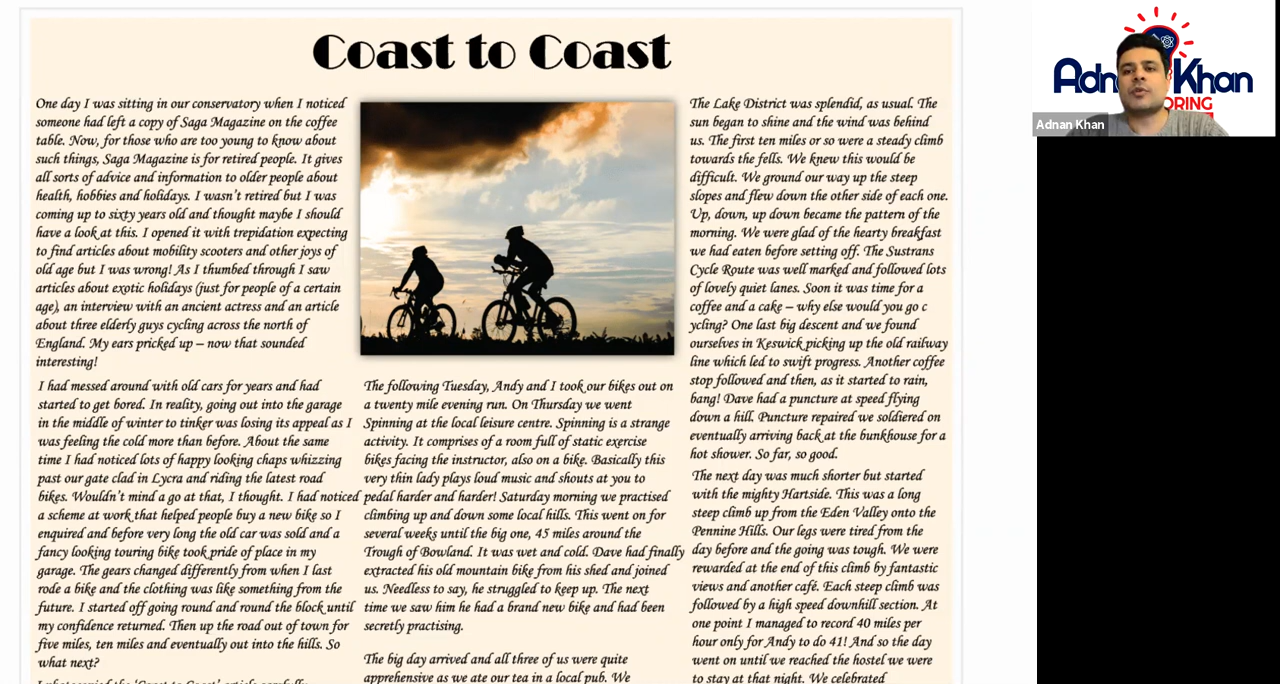 Coast to Coast
One day I was sitting in our conservatory when I noticed
someone had left a copy of Saga Magazine on the coffee
table. Now, for those who are too young to know about
such things, Saga Magazine is for retired people. It gives
all sorts of advice and information to older people about
health, hobbies and holidays. I wasn't retired but I was
coming up to sixty years old and thought maybe I should
have a look at this. I opened it with trepidation expecting
to find articles about mobility scooters and other joys of
old age but I was wrong! As I thumbed through I saw
articles about exotic holidays (just for people of a certain
age), an interview with an ancient actress and an article
about three elderly guys cycling across the north of
England. My ears pricked up – now that sounded
interesting!
I had messed around with old cars for years and had
started to get bored. In reality, going out into the garage
in the middle of winter to tinker was losing its appeal as I
was feeling the cold more than before. About the same
time I had noticed lots of happy looking chaps whizzing
past our gate clad in Lycra and riding the latest road
bikes. Wouldn't mind a go at that, I thought. I had noticed
a scheme at work that helped people buy a new bike so I
enquired and before very long the old car was sold and a
fancy looking touring bike took pride of place in my
garage. The gears changed differently from when I last
rode a bike and the clothing was like something from the
future. I started off going round and round the block until
my confidence returned. Then up the road out of town for
five miles, ten miles and eventually out into the hills. So
what next?
I photocopied the 'Coast to Coast' article carefully
The following Tuesday, Andy and I took our bikes out on
a twenty mile evening run. On Thursday we went
Spinning at the local leisure centre. Spinning is a strange
activity. It comprises of a room full of static exercise
bikes facing the instructor, also on a bike. Basically this
very thin lady plays loud music and shouts at you to
pedal harder and harder! Saturday morning we practised
climbing up and down some local hills. This went on for
several weeks until the big one, 45 miles around the
Trough of Bowland. It was wet and cold. Dave had finally
extracted his old mountain bike from his shed and joined
us. Needless to say, he struggled to keep up. The next
time we saw him he had a brand new bike and had been
secretly practising.
The big day arrived and all three of us were quite
apprehensive as we ate our tea in a local pub. We
The Lake District was splendid, as usual. The
sun began to shine and the wind was behind
us. The first ten miles or so were a steady climb
towards the fells. We knew this would be
difficult. We ground our way up the steep
slopes and flew down the other side of each one.
Up, down, up down became the pattern of the
morning. We were glad of the hearty breakfast
we had eaten before setting off. The Sustrans
Cycle Route was well marked and followed lots
of lovely quiet lanes. Soon it was time for a
coffee and a cake – why else would you go c
ycling? One last big descent and we found
ourselves in Keswick picking up the old railway
line which led to swift progress. Another coffee
stop followed and then, as it started to rain,
bang! Dave had a puncture at speed flying
down a hill. Puncture repaired we soldiered on
eventually arriving back at the bunkhouse for a
hot shower. So far, so good.
The next day was much shorter but started
with the mighty Hartside. This was a long
steep climb up from the Eden Valley onto the
Pennine Hills. Our legs were tired from the
day before and the going was tough. We were
rewarded at the end of this climb by fantastic
views and another café. Each steep climb was
followed by a high speed downhill section. At
one point I managed to record 40 miles per
hour only for Andy to do 41! And so the day
went on until we reached the hostel we were
to stay at that night. We celebrated
Khan
Adnan Khan